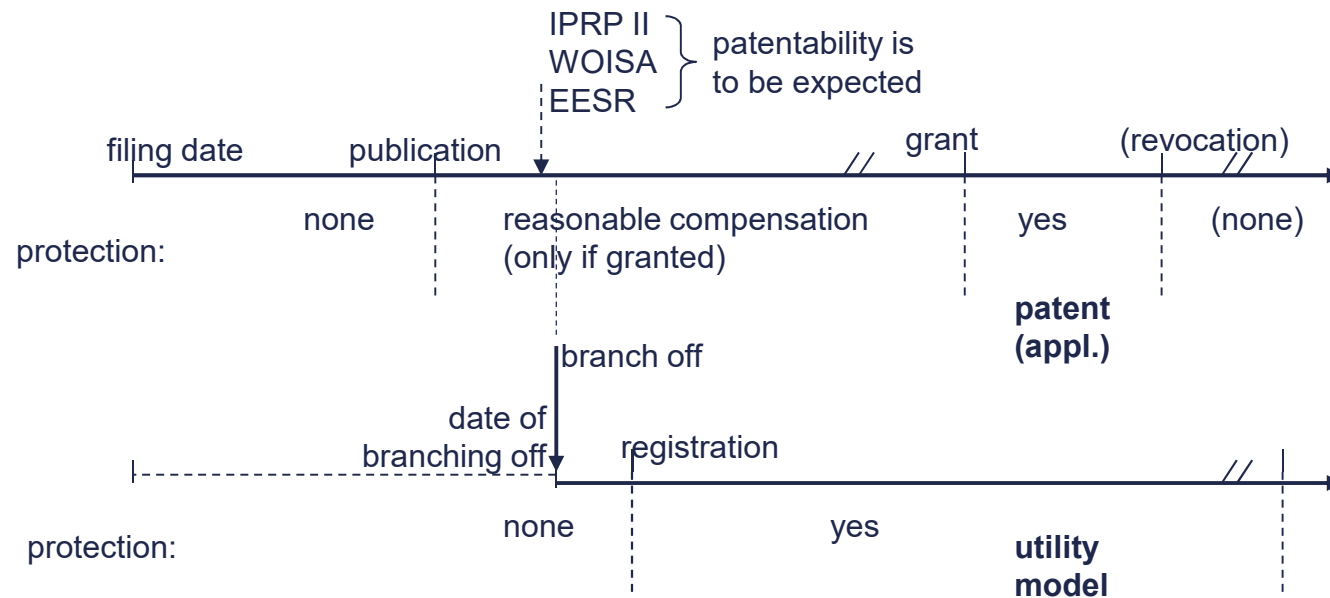 IPRP II
WOISA
EESR
patentability is
to be expected
filing date
publication
grant
(revocation)
none
reasonable compensation
(only if granted)
yes
(none)
protection:
patent
(appl.)
branch off
date of
branching off
registration
none
yes
protection:
utility
model